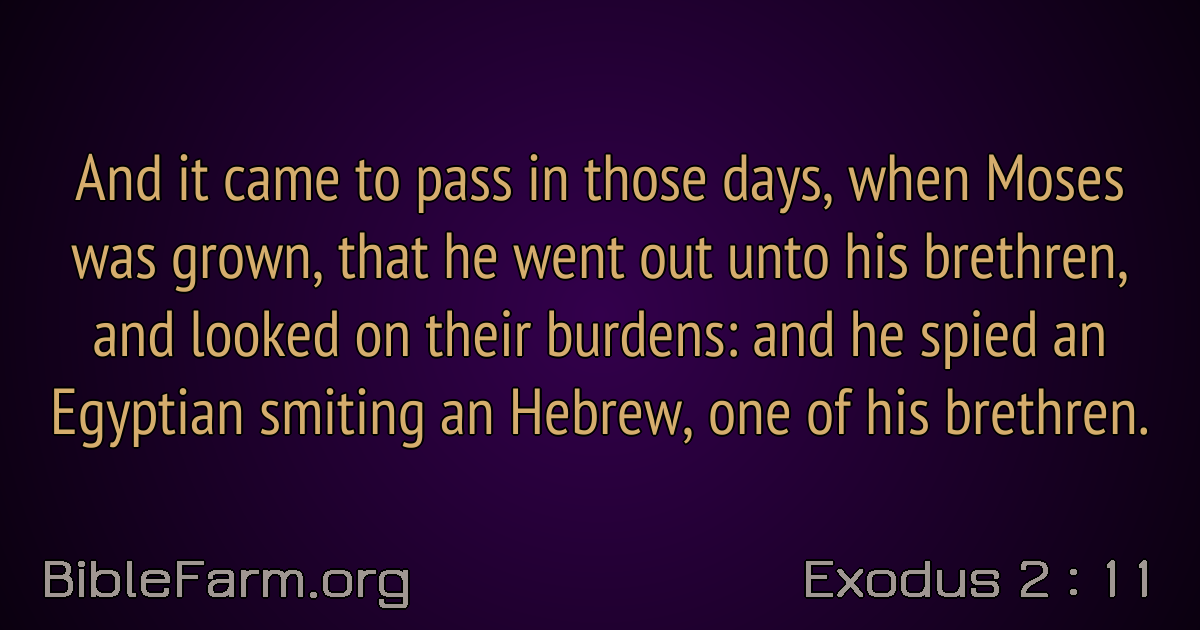 And it came to pass in those days, when Moses
was grown, that he went out unto his brethren,
and looked on their burdens: and he spied an
Egyptian smiting an Hebrew, one of his brethren.
BibleFarm.org
Exodus 2 : 11